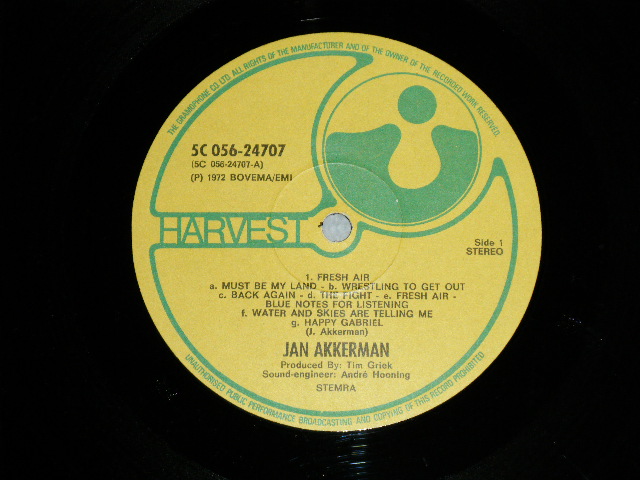 THE GRAMOPHONE CO LTD. ALL RIGHTS OF THE MANUFACTURER AND OF THE OWNER OF THE RECORDED WORK RESERVED.
5C 056-24707
(5C 056-24707-A)
(P) 1972 BOVEMA/EMI
HARVEST
Side 1
STEREO
1. FRESH AIR
a. MUST BE MY LAND - b. WRESTLING TO GET OUT
c. BACK AGAIN - d. THE FIGHT - e. FRESH AIR -
BLUE NOTES FOR LISTENING
f. WATER AND SKIES ARE TELLING ME
g. HAPPY GABRIEL
(J. Akkerman)
JAN AKKERMAN
Produced By: Tim Griek
Sound-engineer: André Hooning
STEMRA
UNAUTHORISED PUBLIC PERFORMANCE BROADCASTING AND COPYING OF THIS RECORD PROHIBITED